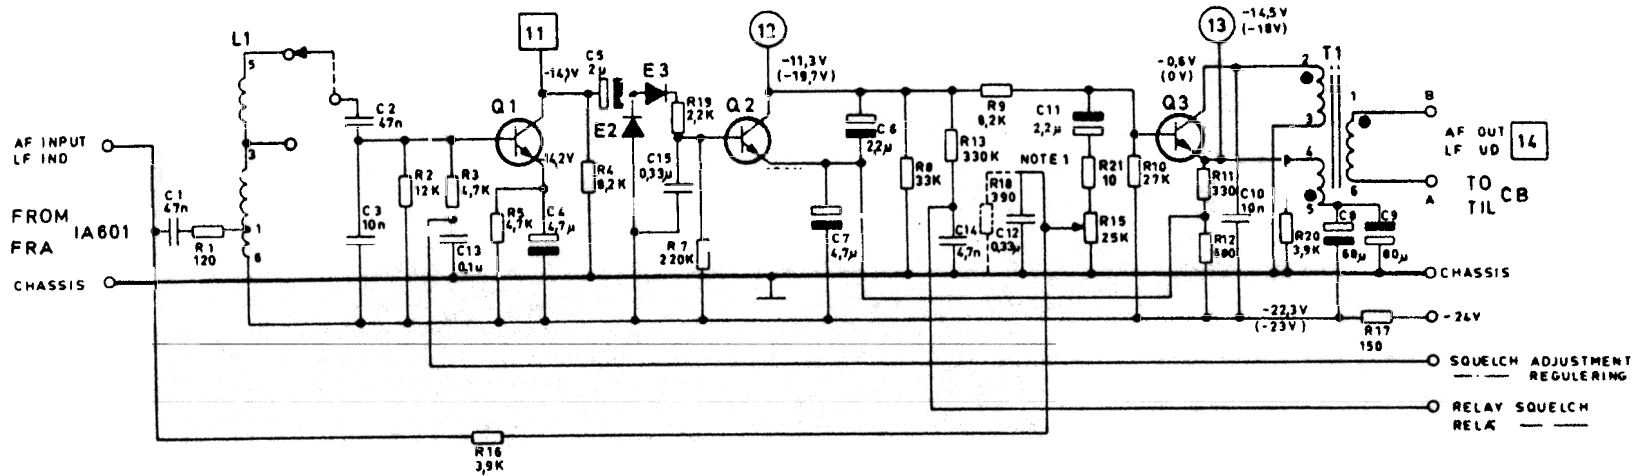 L1
5
3
1
6
AF INPUT
LF IND
FROM
FRA
IA601
CHASSIS
C1
47n
R1
120
C2
47n
C3
10n
R2
12K
R3
4,7K
C13
0,1µ
11
-14,1V
Q1
-14,2V
R5
4,7K
C4
4,7µ
R4
8,2K
C5
2µ
E2
E3
R19
2,2K
C15
0,33µ
R7
220K
12
-11,3V
(-19,7V)
Q2
C6
2,2µ
C7
4,7µ
R8
33K
R13
330K
R9
8,2K
C14
4,7n
NOTE 1
R18
390
C12
0,33µ
C11
2,2µ
R21
10
R15
25K
R10
27K
13
-14,5V
(-18V)
-0,6V
(0V)
Q3
R11
330
R12
680
C10
10n
R20
3,9K
T1
2
3
4
5
1
6
C8
68µ
C9
80µ
B
AF OUT
LF UD
14
A
TO
TIL
CB
CHASSIS
-22,3V
(-23V)
R17
150
-24V
SQUELCH ADJUSTMENT
REGULERING
RELAY SQUELCH
RELÆ
R16
3,9K